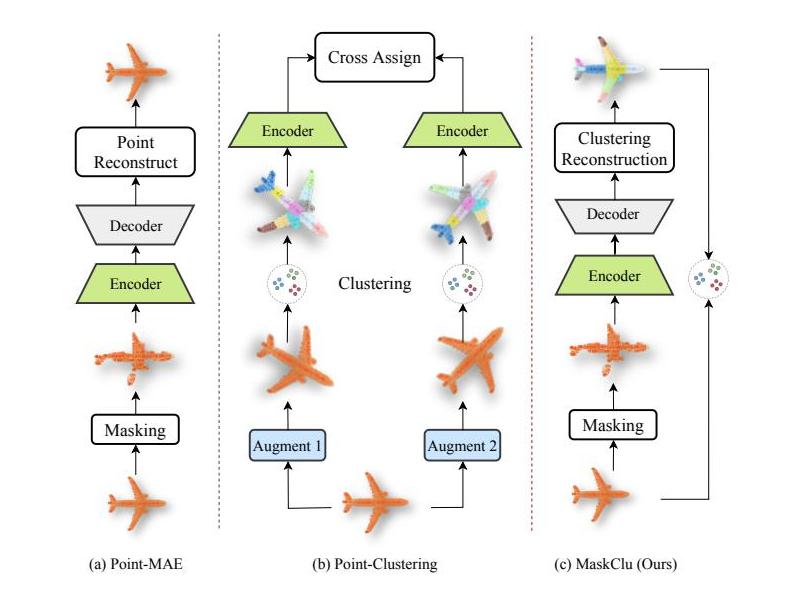 Point
Reconstruct
Decoder
Encoder
Masking
(a) Point-MAE
Cross Assign
Encoder
Encoder
Clustering
Augment 1
Augment 2
(b) Point-Clustering
Clustering
Reconstruction
Decoder
Encoder
Masking
(c) MaskClu (Ours)